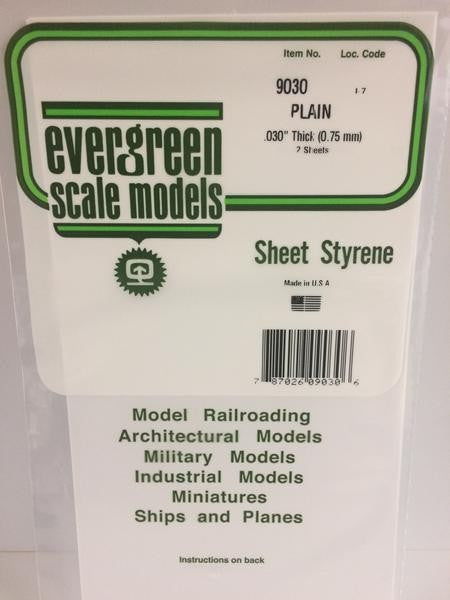 Item No. Loc. Code
9030 I-7
PLAIN
.030" Thick (0.75 mm)
2 Sheets
evergreen
scale models
Sheet Styrene
Made in U.S.A
7 87026 09030 6
Model Railroading
Architectural Models
Military Models
Industrial Models
Miniatures
Ships and Planes
Instructions on back